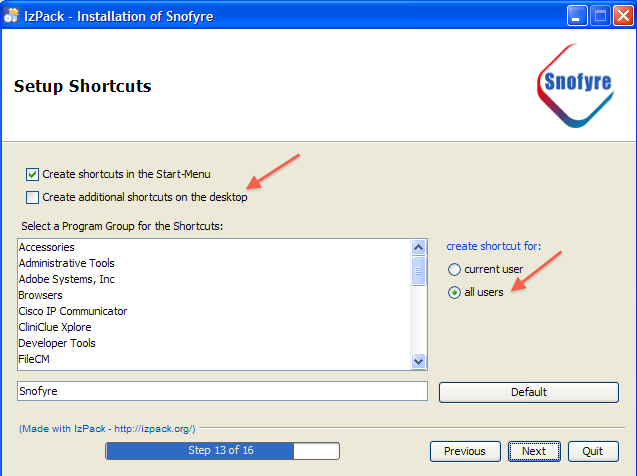 IzPack - Installation of Snofyre
Setup Shortcuts
Snofyre
Create shortcuts in the Start-Menu
Create additional shortcuts on the desktop
Select a Program Group for the Shortcuts:
Accessories
Administrative Tools
Adobe Systems, Inc
Browsers
Cisco IP Communicator
CliniClue Xplore
Developer Tools
FileCM
create shortcut for:
current user
all users
Snofyre
Default
(Made with IzPack - http://izpack.org/)
Step 13 of 16
Previous
Next
Quit